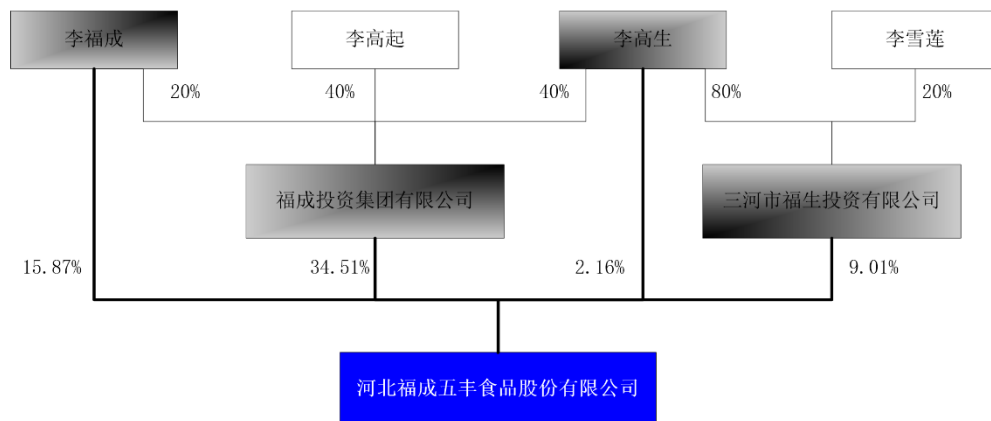 李福成
李高起
李高生
李雪莲
20%
40%
40%
80%
20%
福成投资集团有限公司
三河市福生投资有限公司
15.87%
34.51%
2.16%
9.01%
河北福成五丰食品股份有限公司